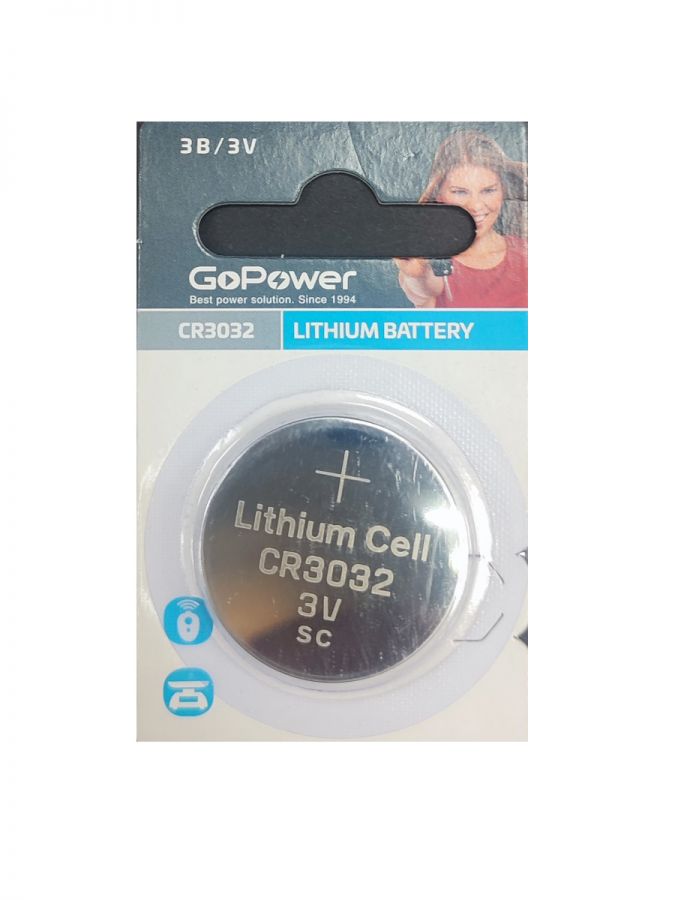 3В/3V
GoPower
Best power solution. Since 1994
CR3032
LITHIUM BATTERY
+
Lithium Cell
CR3032
3V
SC